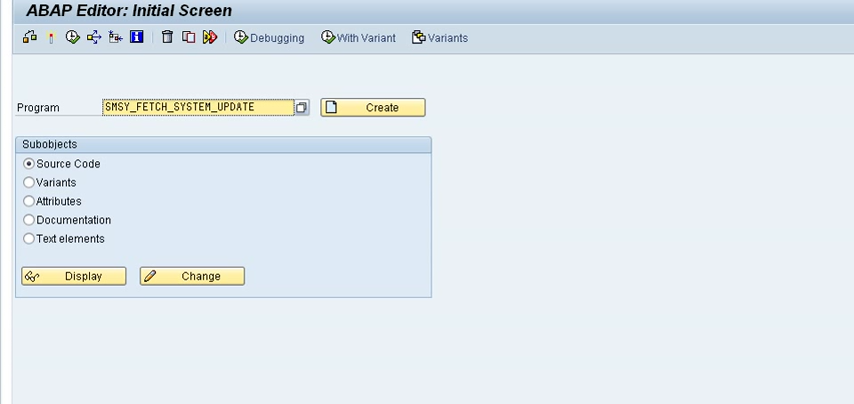 ABAP Editor: Initial Screen
Debugging With Variant Variants
Program SMSY_FETCH_SYSTEM_UPDATE Create
Subobjects
Source Code
Variants
Attributes
Documentation
Text elements
Display Change